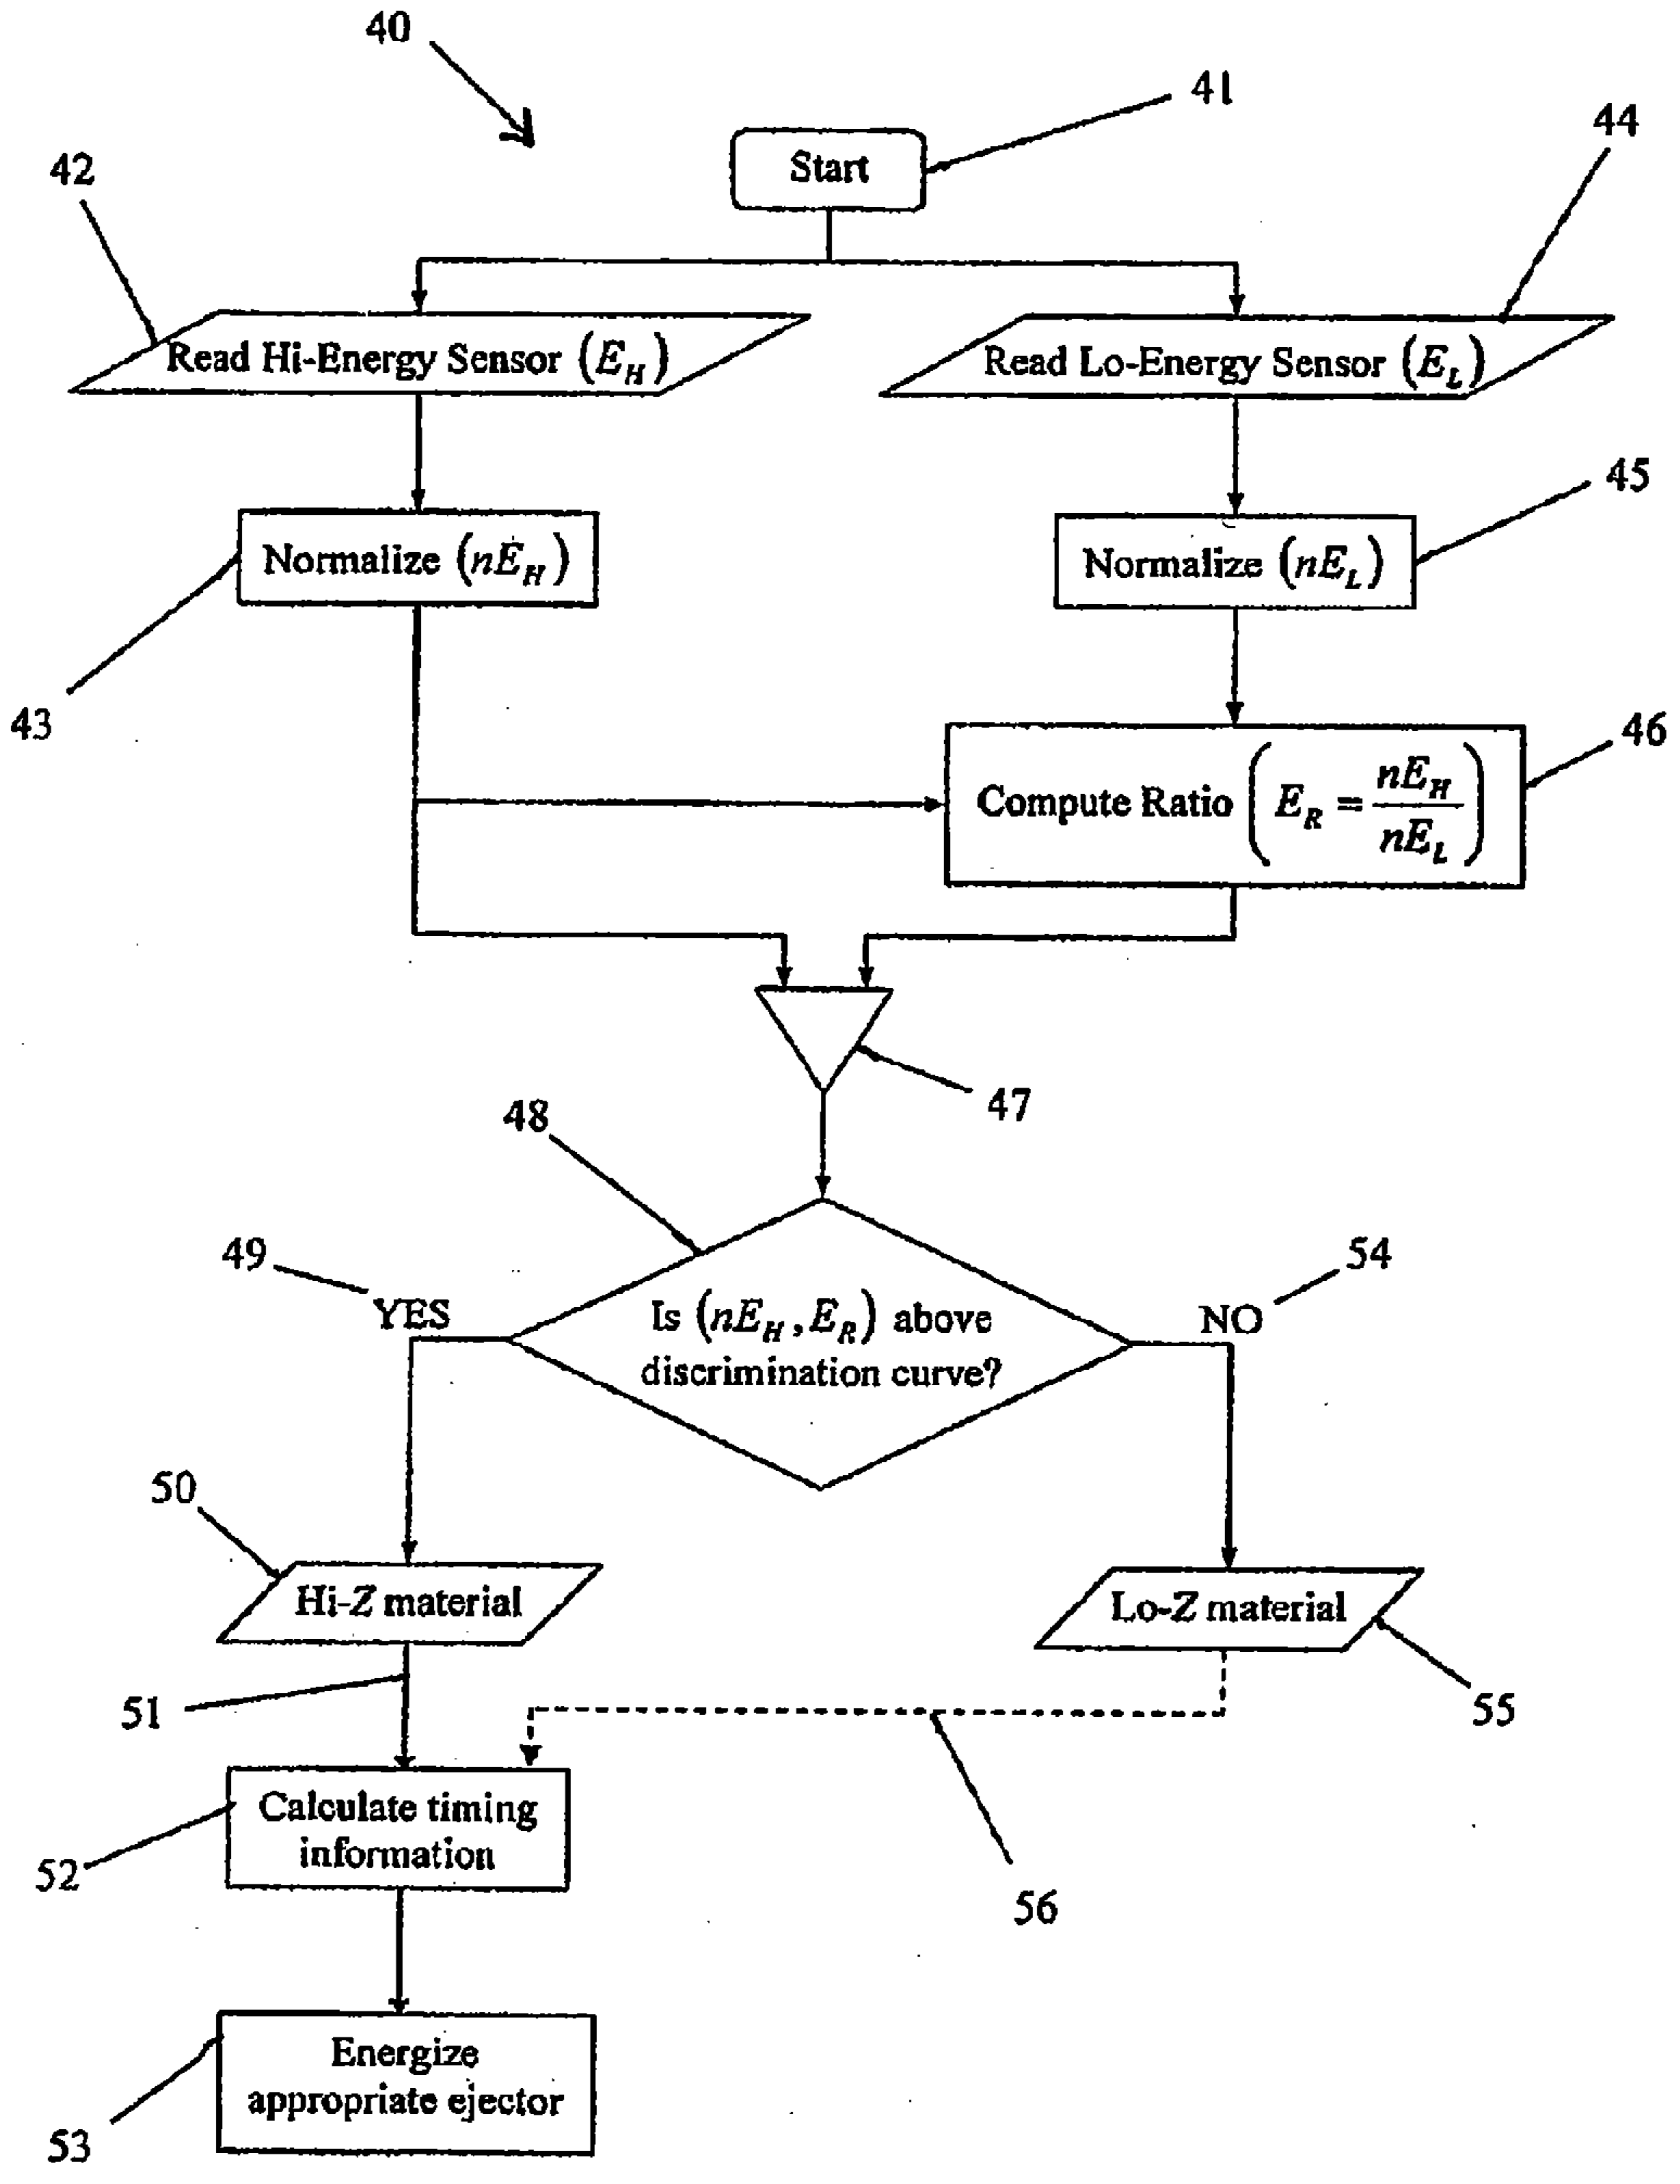 40
41
Start
44
42
Read Hi-Energy Sensor (E_H)
Read Lo-Energy Sensor (E_L)
45
Normalize (nE_H)
Normalize (nE_L)
43
46
Compute Ratio (E_R = nE_H / nE_L)
47
48
49
54
YES
NO
Is (nE_H, E_R) above
discrimination curve?
50
Hi-Z material
Lo-Z material
51
55
Calculate timing
information
52
56
Energize
appropriate ejector
53